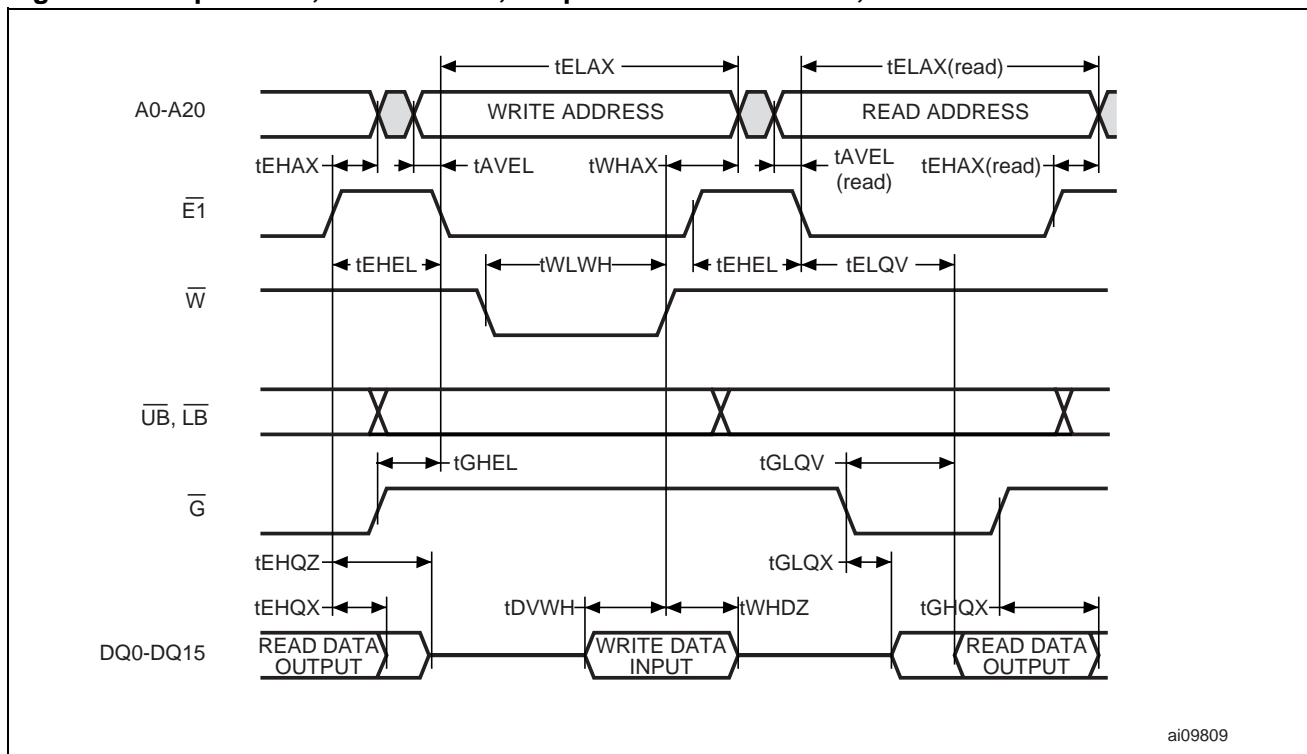 tELAX tELAX(read)
A0-A20 WRITE ADDRESS READ ADDRESS
tEHAX tAVEL tWHAX tAVEL (read) tEHAX(read)
E1
tEHEL tWLWH tEHEL tELQV
W
UB, LB
tGHEL tGLQV
G
tEHQZ tGLQX
tEHQX tDVWH tWHDZ tGHQX
DQ0-DQ15 READ DATA OUTPUT WRITE DATA INPUT READ DATA OUTPUT
ai09809